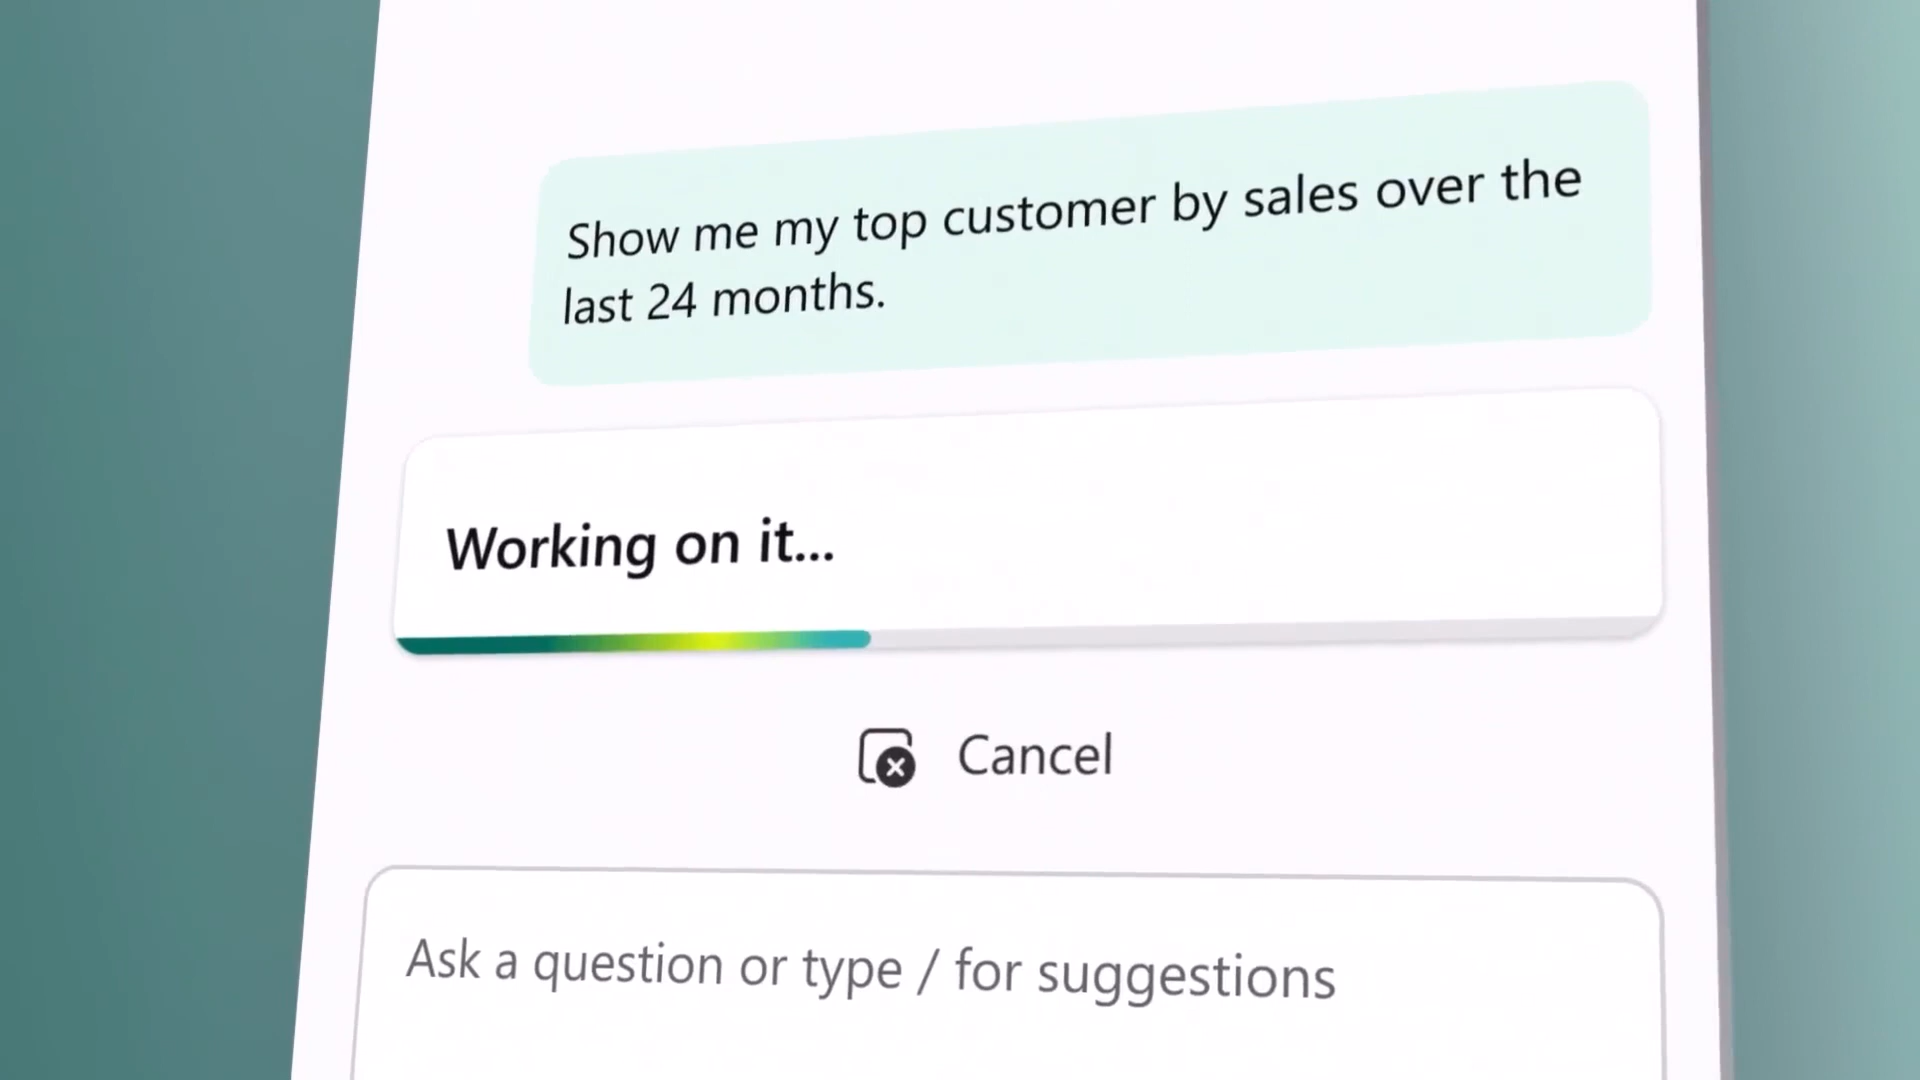 Show me my top customer by sales over the
last 24 months.
Working on it...
Cancel
Ask a question or type / for suggestions